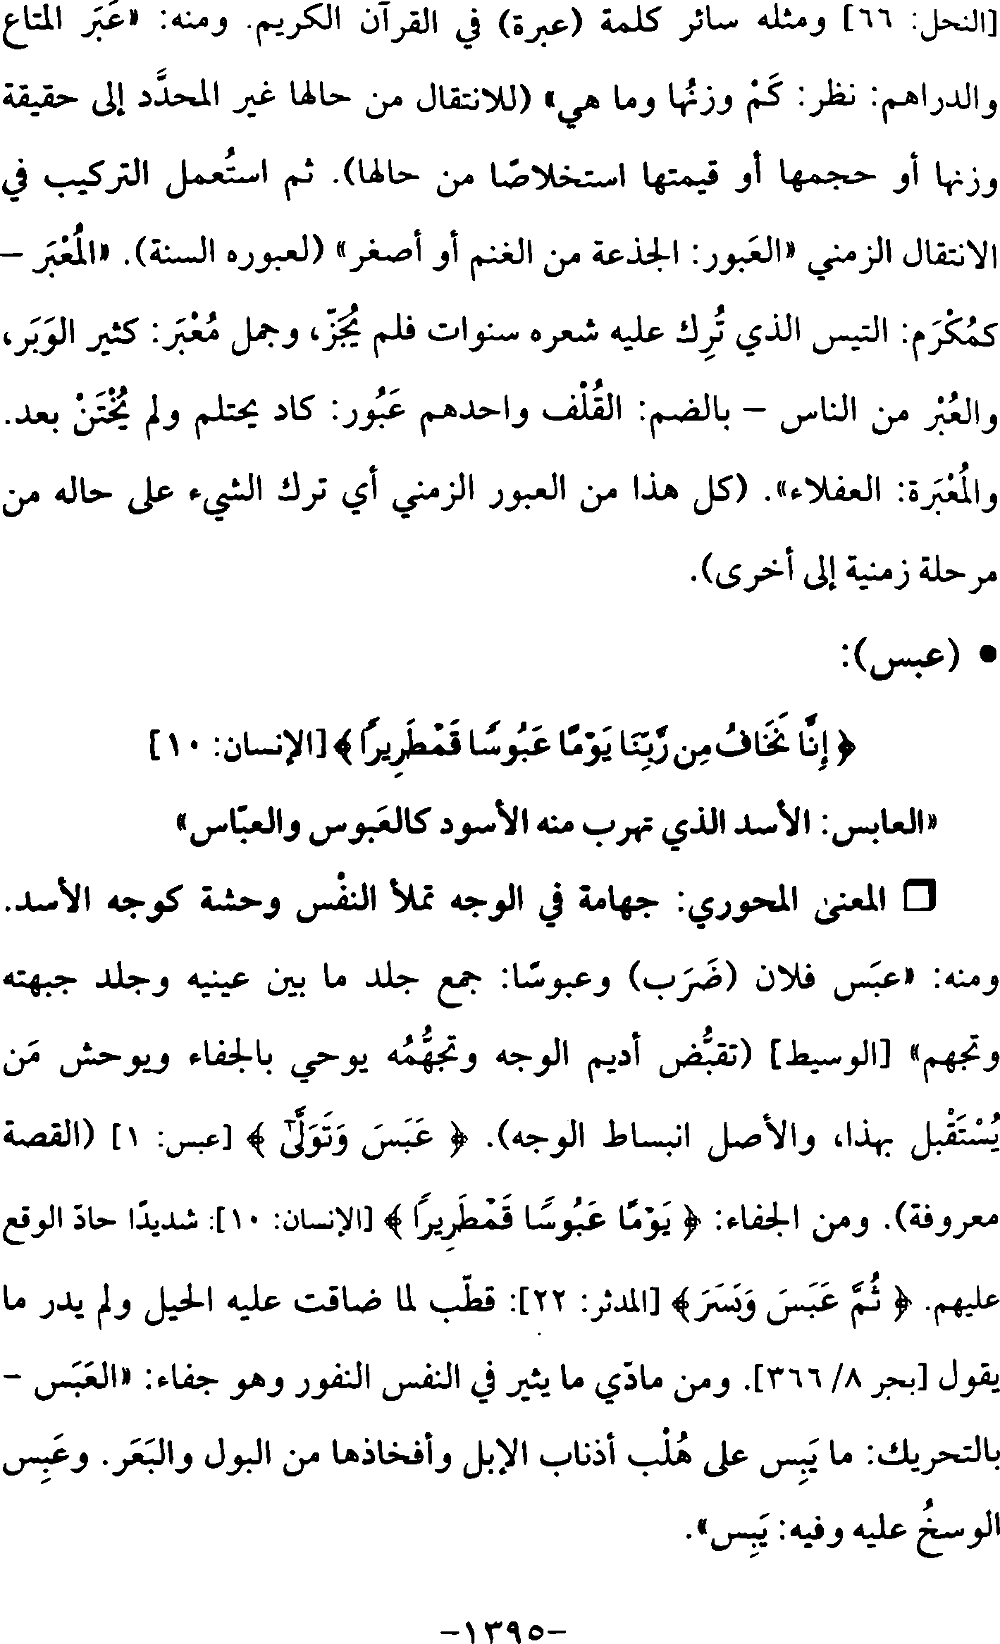 [النحل: ٦٦] ومثله سائر كلمة (عبرة) في القرآن الكريم. ومنه: «عَبَر المتاع
والدراهم: نظر: كَمْ وزنُها وما هي» (للانتقال من حالها غير المحدَّد إلى حقيقة
وزنها أو حجمها أو قيمتها استخلاصًا من حالها). ثم استُعمل التركيب في
الانتقال الزمني «العَبور: الجذعة من الغنم أو أصغر» (لعبوره السنة). «المُعْبَر –
كمُكْرَم: التيس الذي تُرِك عليه شعره سنوات فلم يُجَزّ، وجمل مُعْبَر: كثير الوَبَر،
والعُبْر من الناس – بالضم: القُلْف واحدهم عَبُور: كاد يحتلم ولم يُخْتَنْ بعد.
والمُعْبَرة: العفلاء». (كل هذا من العبور الزمني أي ترك الشيء على حاله من
مرحلة زمنية إلى أخرى).
• (عبس):
﴿ إِنَّا نَخَافُ مِن رَّبِّنَا يَوْمًا عَبُوسًا قَمْطَرِيرًا ﴾ [الإنسان: ١٠]
«العابس: الأسد الذي تهرب منه الأسود كالعَبوس والعبّاس»
❒ المعنى المحوري: جهامة في الوجه تملأ النفْس وحشة كوجه الأسد.
ومنه: «عبَس فلان (ضَرَب) وعبوسًا: جمع جلد ما بين عينيه وجلد جبهته
وتجهم» [الوسيط] (تقبُّض أديم الوجه وتجهُّمُه يوحي بالجفاء ويوحش مَن
يُسْتَقْبل بهذا، والأصل انبساط الوجه). ﴿ عَبَسَ وَتَوَلَّىٰٓ ﴾ [عبس: ١] (القصة
معروفة). ومن الجفاء: ﴿ يَوْمًا عَبُوسًا قَمْطَرِيرًا ﴾ [الإنسان: ١٠]: شديدًا حادّ الوقع
عليهم. ﴿ ثُمَّ عَبَسَ وَبَسَرَ ﴾ [المدثر: ٢٢]: قطّب لما ضاقت عليه الحيل ولم يدر ما
يقول [بحر ٨/ ٣٦٦]. ومن مادّي ما يثير في النفس النفور وهو جفاء: «العَبَس –
بالتحريك: ما يَبِس على هُلْب أذناب الإبل وأفخاذها من البول والبَعَر. وعَبِس
الوسخُ عليه وفيه: يَبِس».
-١٣٩٥-